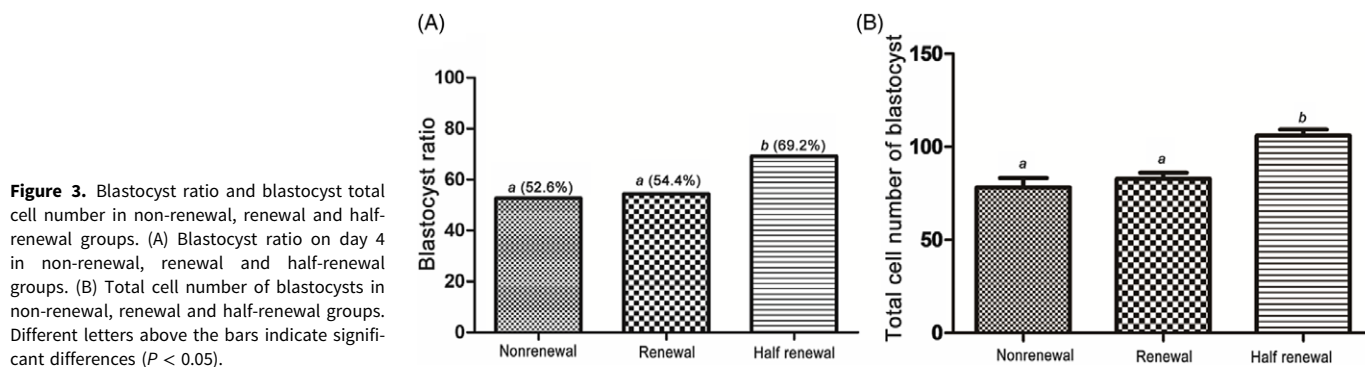 Figure 3. Blastocyst ratio and blastocyst total
cell number in non-renewal, renewal and half-
renewal groups. (A) Blastocyst ratio on day 4
in non-renewal, renewal and half-renewal
groups. (B) Total cell number of blastocysts in
non-renewal, renewal and half-renewal groups.
Different letters above the bars indicate signifi-
cant differences (P < 0.05).
(A)
Blastocyst ratio
100
80
60
40
20
0
a (52.6%)
a (54.4%)
b (69.2%)
Nonrenewal
Renewal
Half renewal
(B)
Total cell number of blastocyst
150
100
50
0
a
a
b
Nonrenewal
Renewal
Half renewal